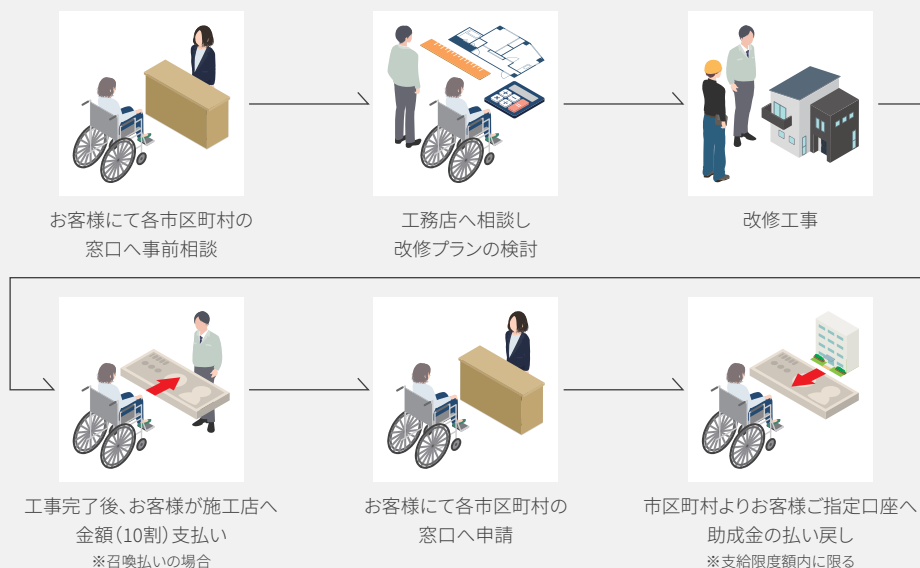 お客様にて各市区町村の
窓口へ事前相談
工務店へ相談し
改修プランの検討
改修工事
工事完了後、お客様が施工店へ
金額（10割）支払い
※召喚払いの場合
お客様にて各市区町村の
窓口へ申請
市区町村よりお客様ご指定口座へ
助成金の払い戻し
※支給限度額内に限る